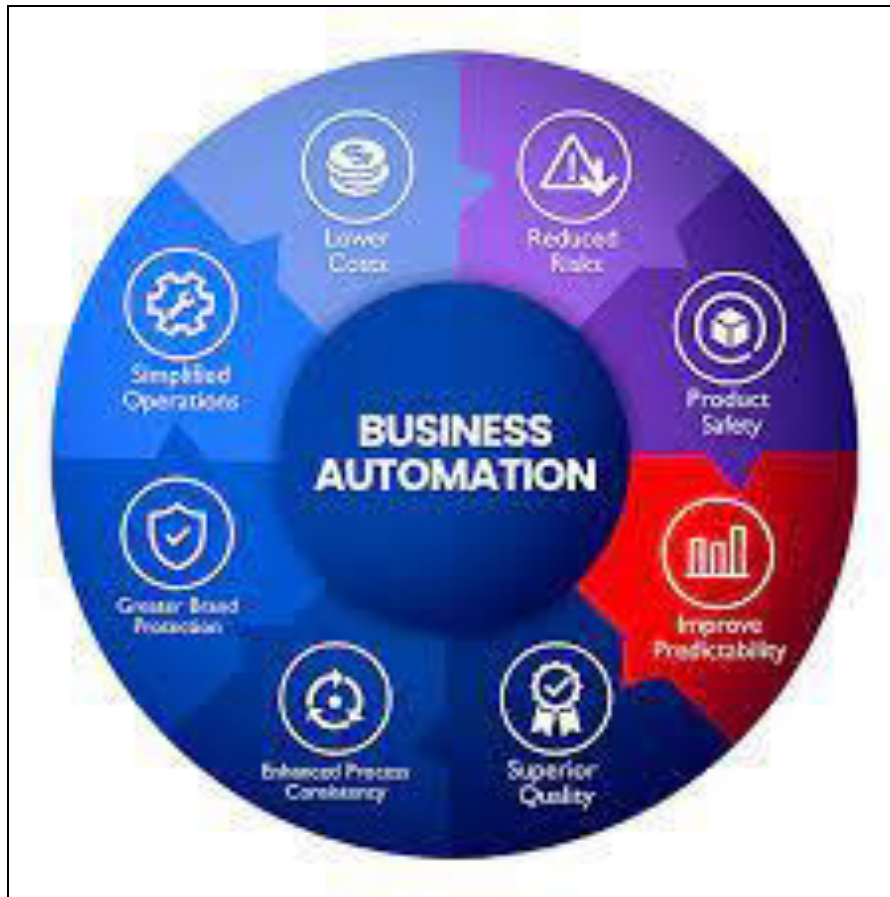 BUSINESS
AUTOMATION
Reduced
Risks
Product
Safety
Improve
Predictability
Superior
Quality
Enhanced Process
Consistency
Greater Brand
Protection
Simplified
Operations
Lower
Costs